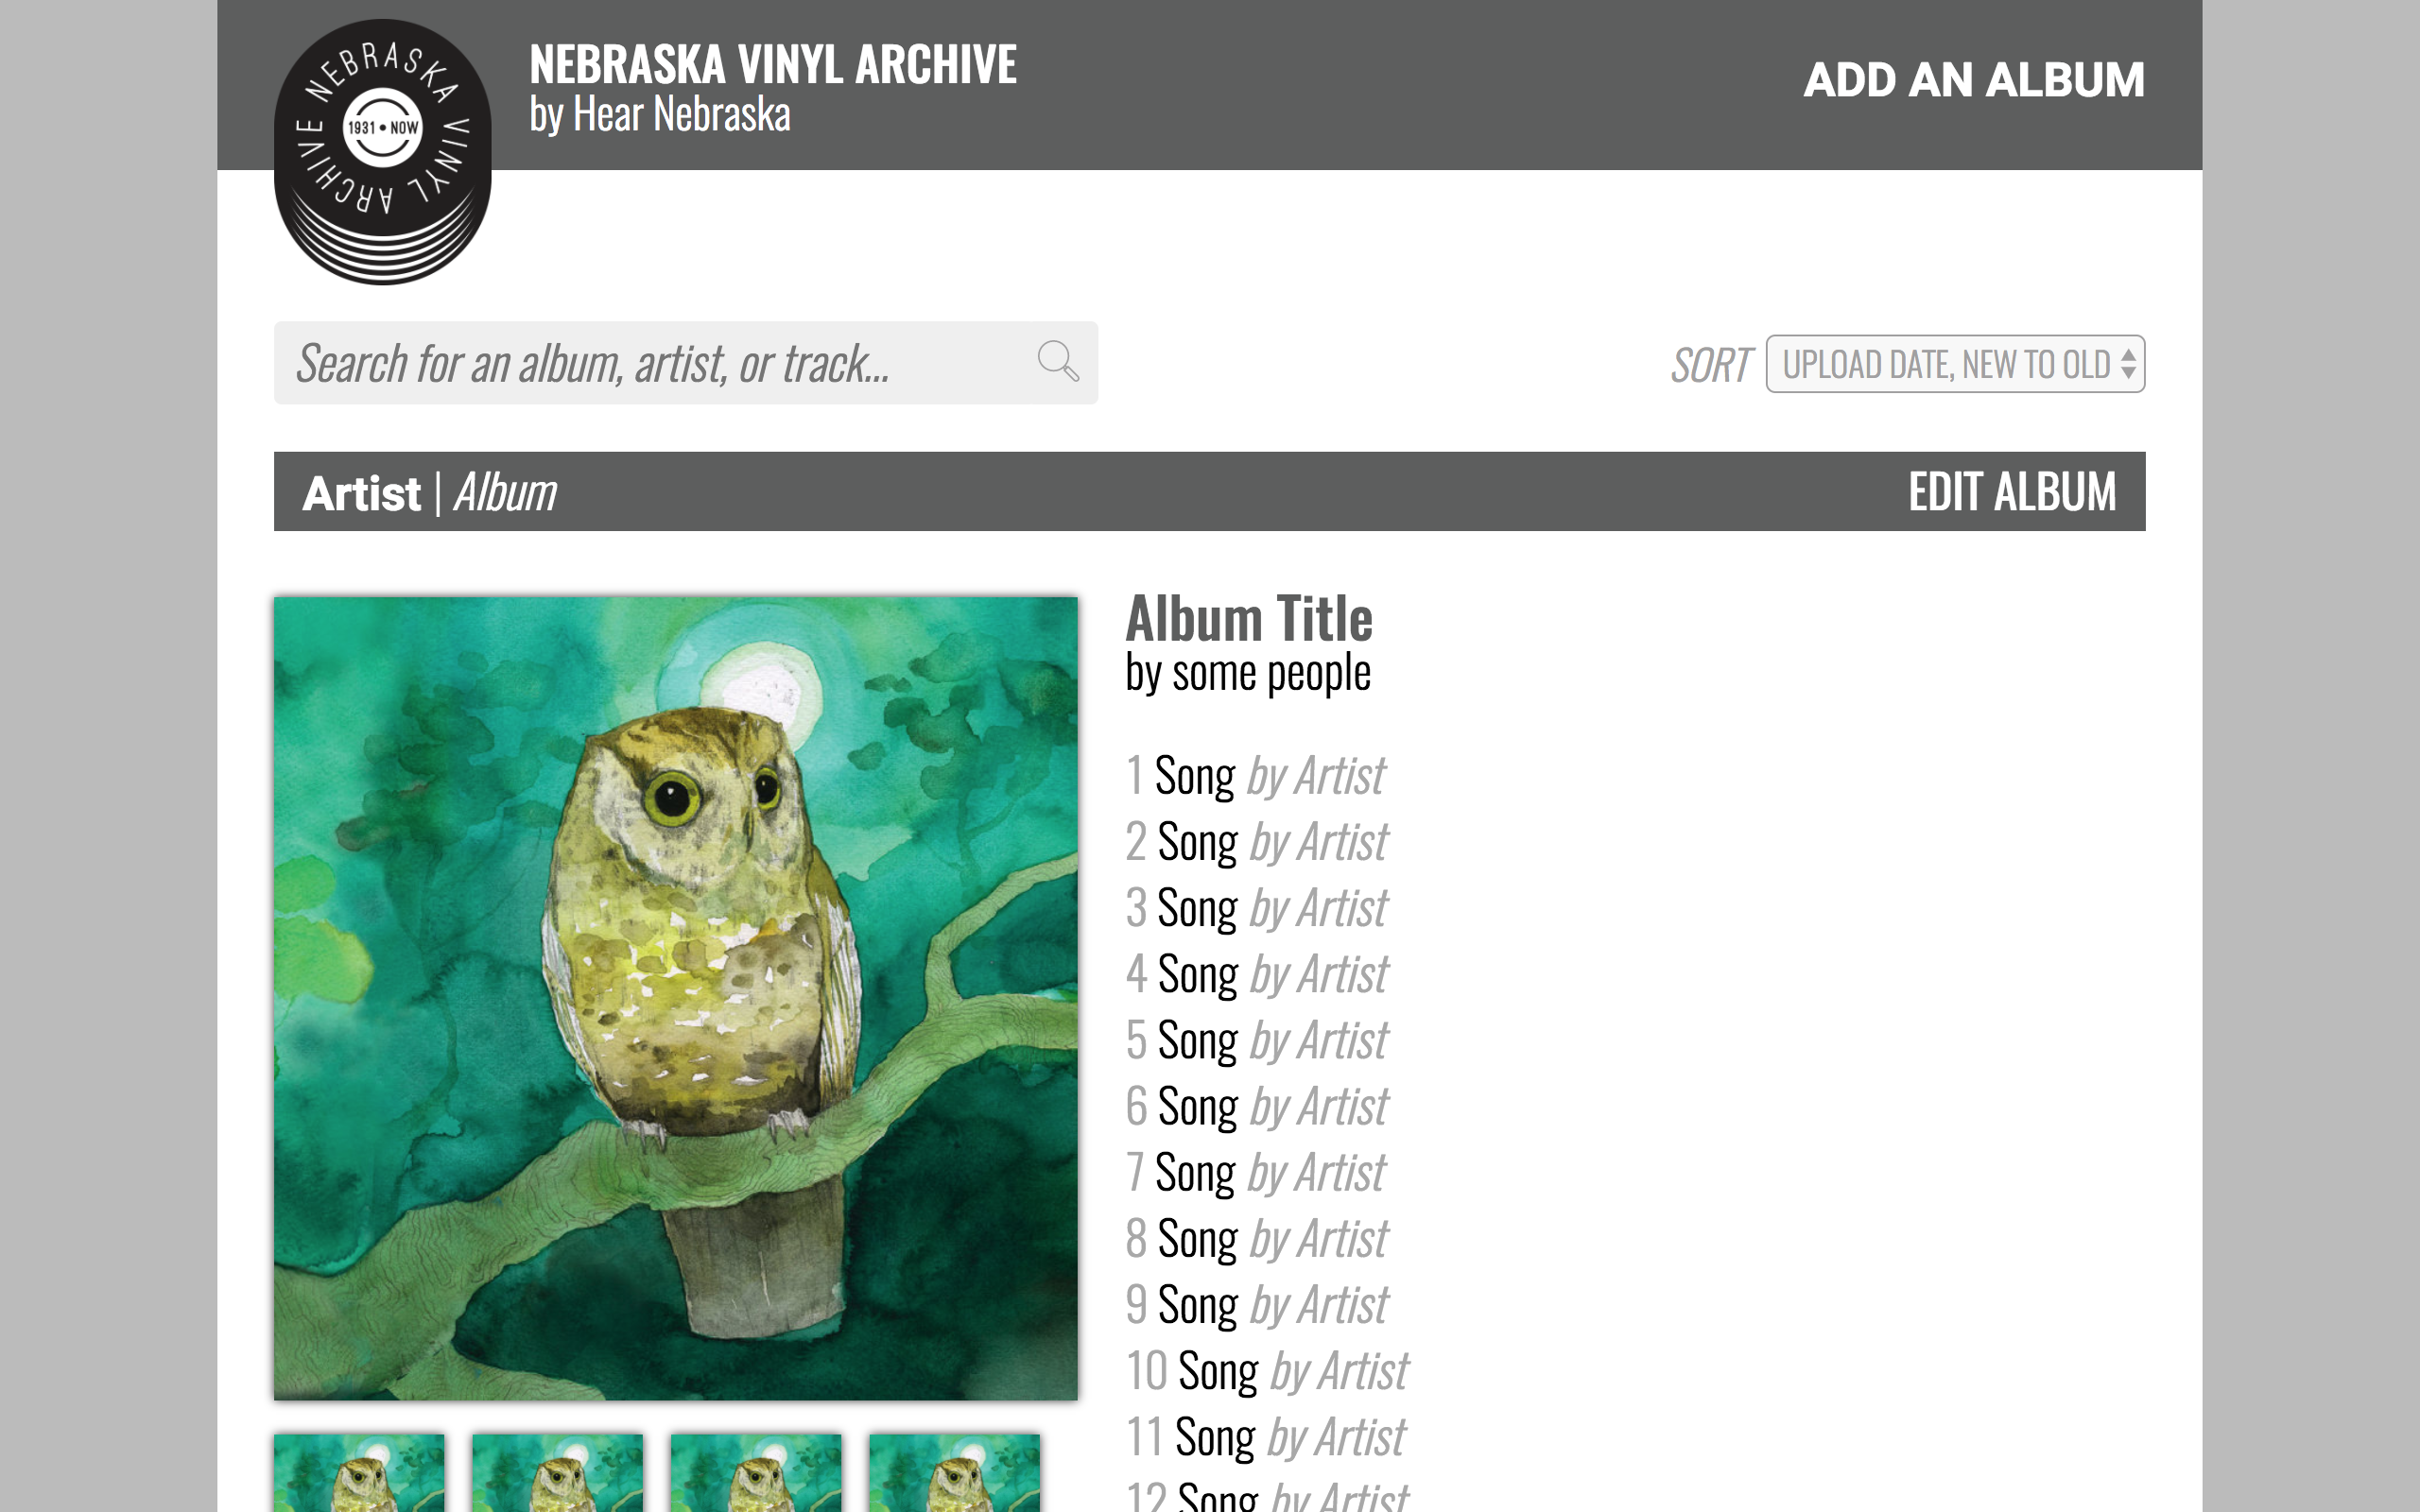 NEBRASKA VINYL ARCHIVE
1931 • NOW
NEBRASKA VINYL ARCHIVE
by Hear Nebraska
ADD AN ALBUM
Search for an album, artist, or track...
SORT UPLOAD DATE, NEW TO OLD
Artist | Album
EDIT ALBUM
Album Title
by some people
1 Song by Artist
2 Song by Artist
3 Song by Artist
4 Song by Artist
5 Song by Artist
6 Song by Artist
7 Song by Artist
8 Song by Artist
9 Song by Artist
10 Song by Artist
11 Song by Artist
12 Song by Artist